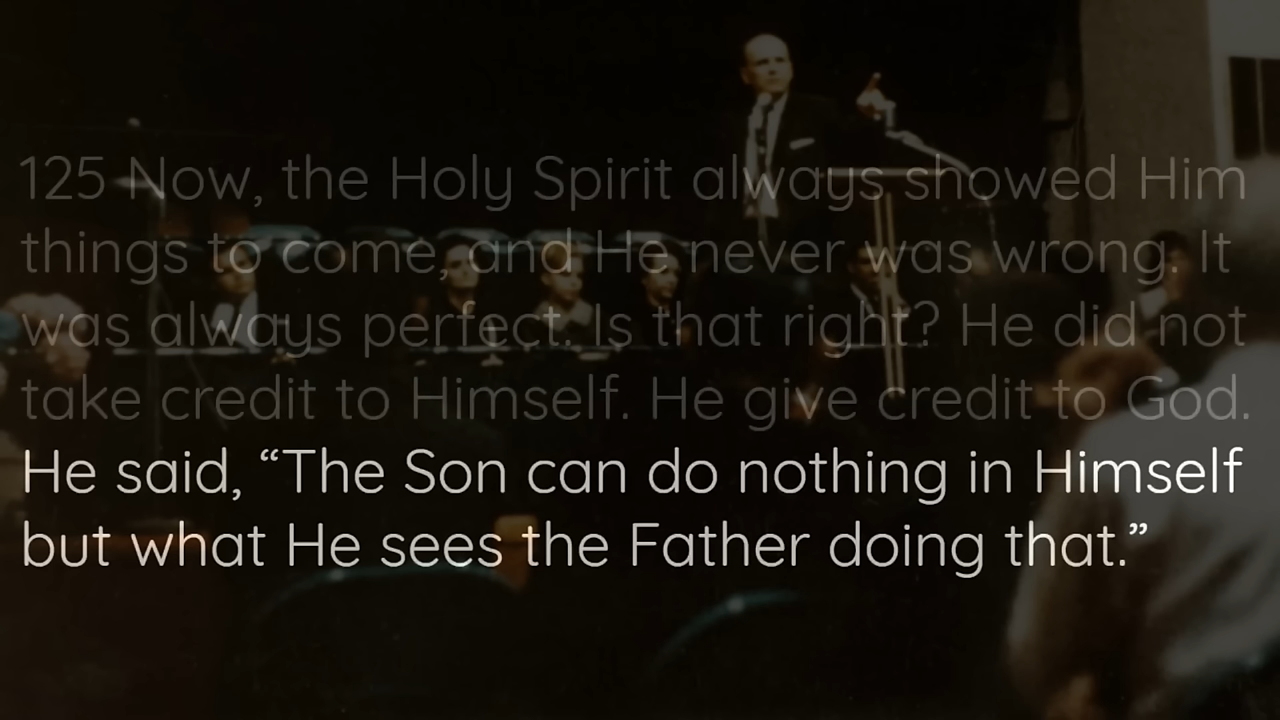 125 Now, the Holy Spirit always showed Him
things to come, and He never was wrong. It
was always perfect. Is that right? He did not
take credit to Himself. He give credit to God.
He said, “The Son can do nothing in Himself
but what He sees the Father doing that.”